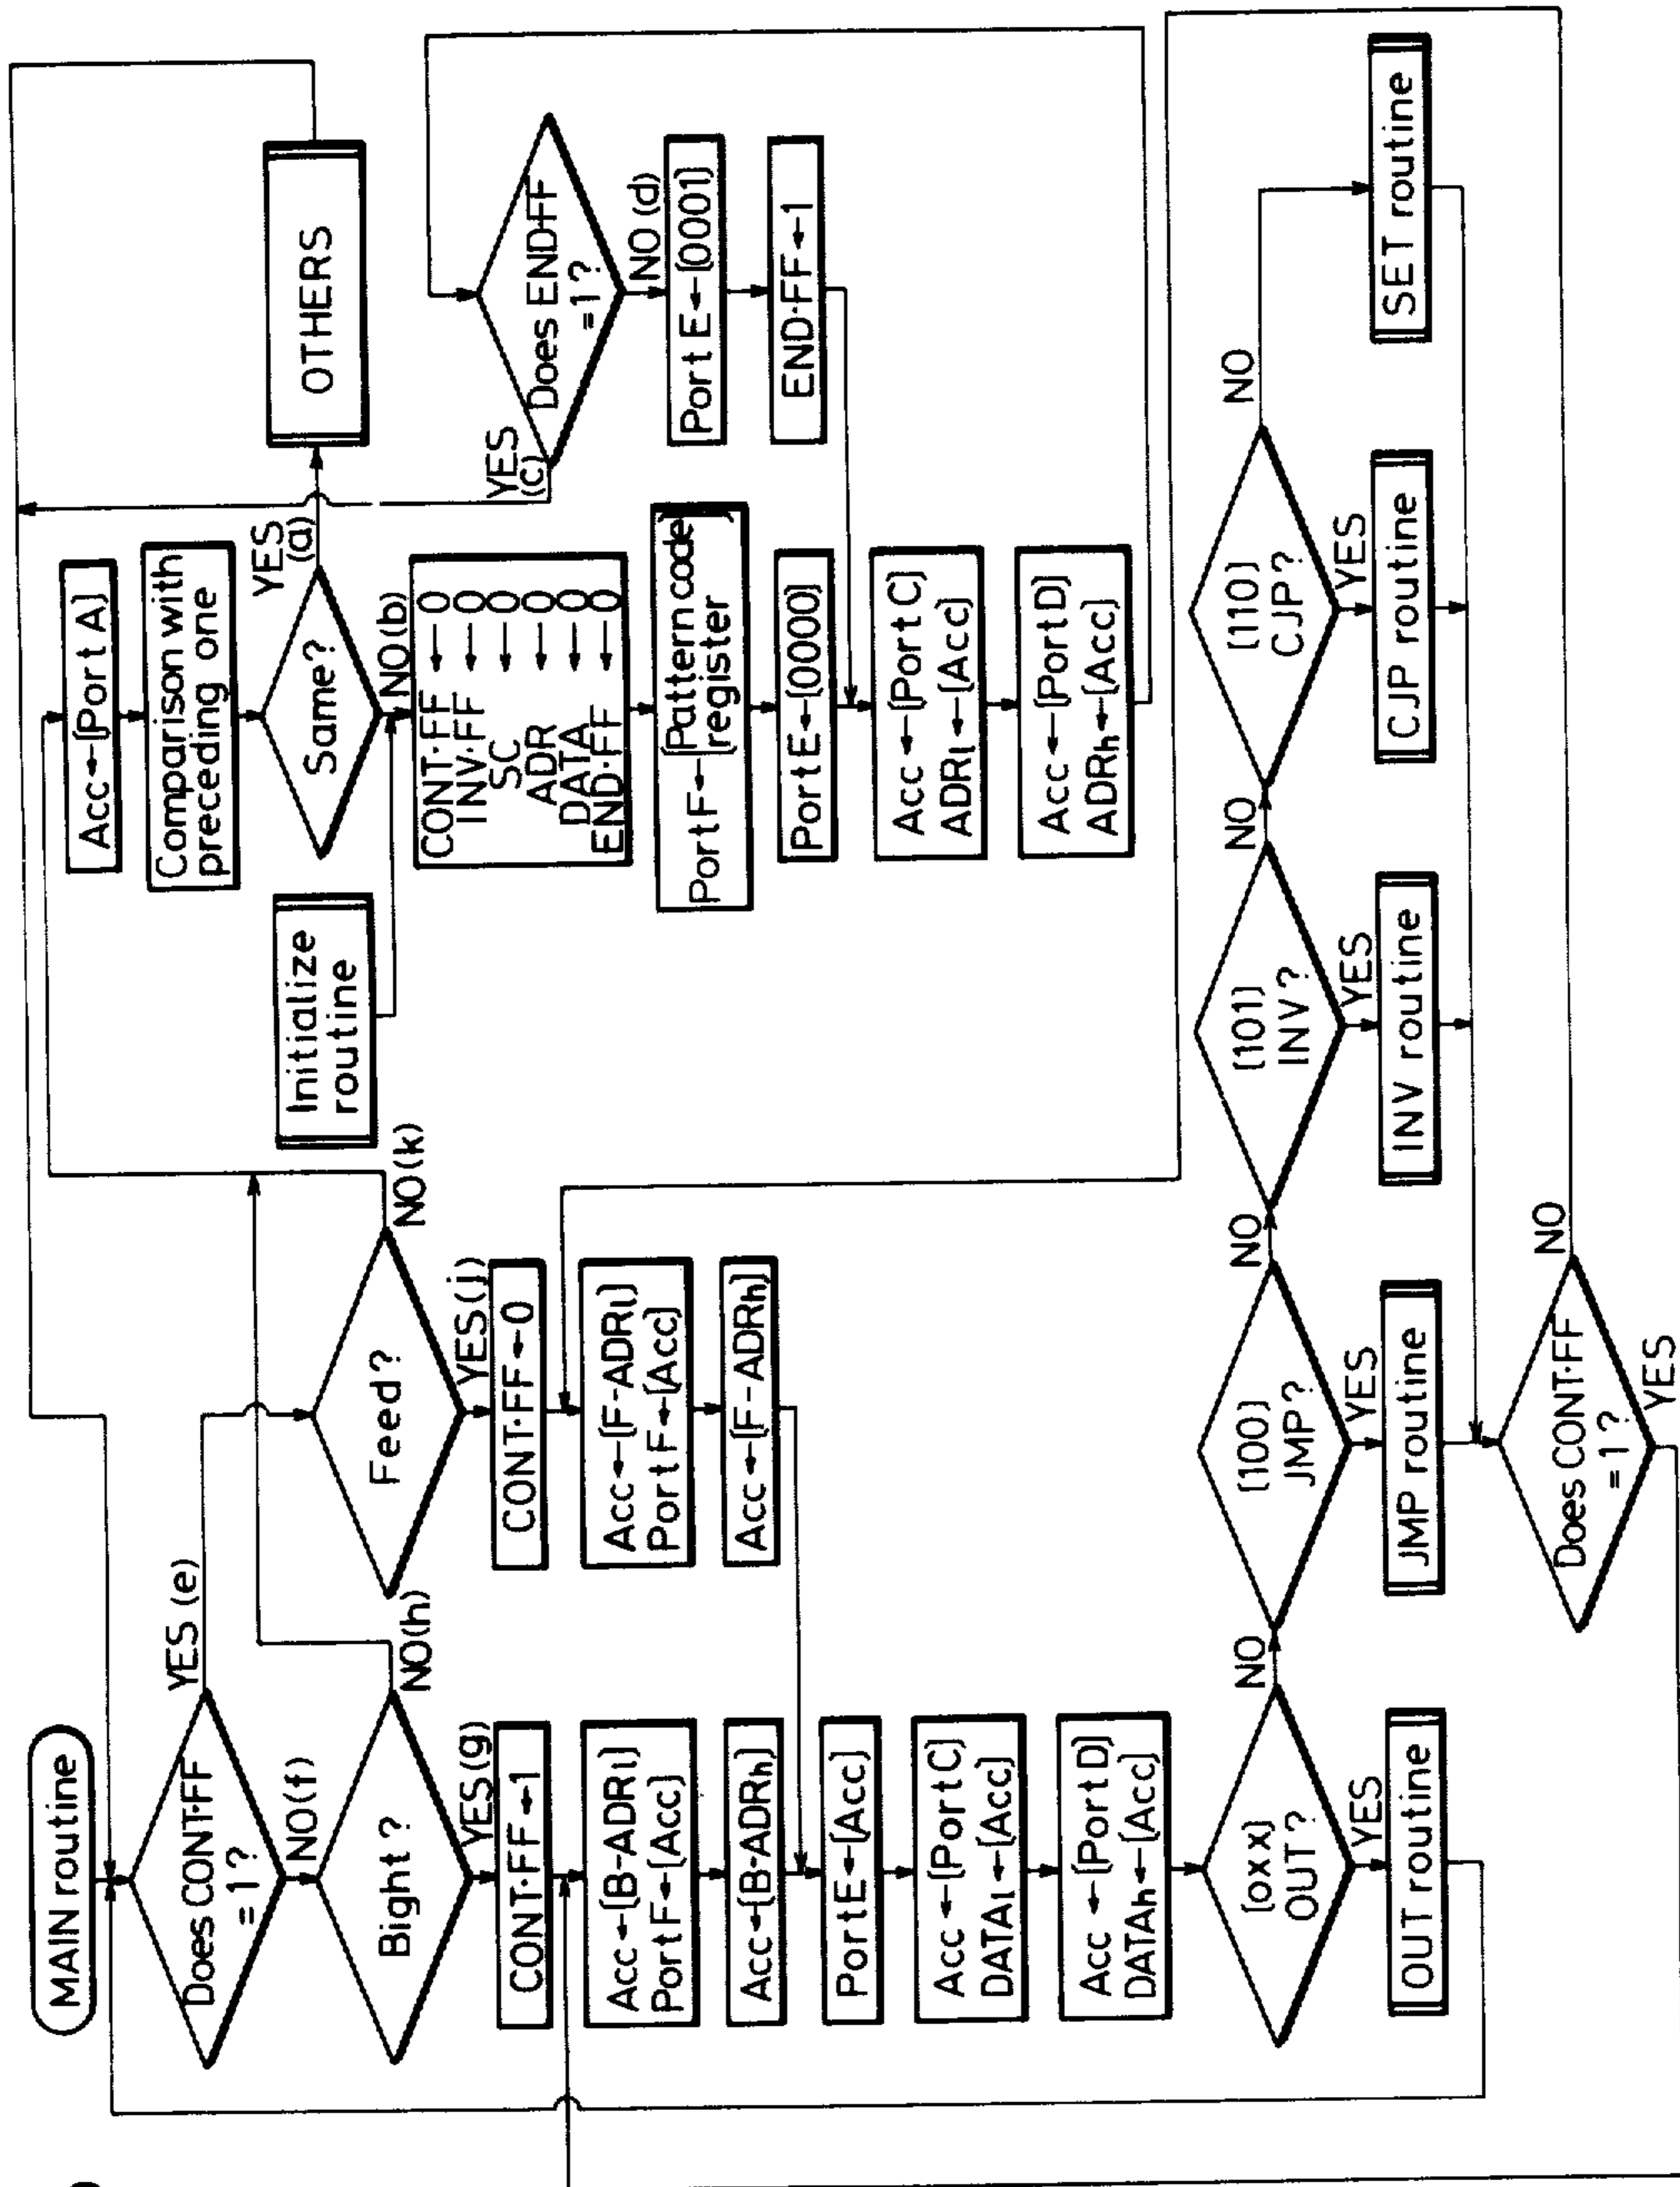 MAIN routine
Does CONT·FF
= 1 ?
YES (e)
NO(f)
Bight?
NO(h)
YES(g)
CONT·FF←1
Acc←(B-ADRl)
Port F←(Acc)
Acc←(B-ADRh)
Port E←(Acc)
Acc←(Port C)
DATAl←(Acc)
Acc←(Port D)
DATAh←(Acc)
(oxx)
OUT?
NO
YES
OUT routine
Feed?
NO(k)
YES(j)
CONT·FF←0
Acc←(F-ADRl)
Port F←(Acc)
Acc←(F-ADRh)
(100)
JMP?
NO
YES
JMP routine
Does CONT·FF
= 1 ?
NO
YES
Initialize
routine
(101)
INV?
NO
YES
INV routine
Acc←(Port A)
Comparison with
preceding one
Same?
YES
(a)
NO(b)
CONT·FF ← 0
INV·FF ← 0
SC ← 0
ADR ← 0
DATA ← 0
END·FF ← 0
Port F←(Pattern code
register)
Port E←(0000)
Acc←(Port C)
ADRl←(Acc)
Acc←(Port D)
ADRh←(Acc)
(110)
CJP?
NO
YES
CJP routine
OTHERS
Does END·FF
= 1 ?
YES
(c)
NO (d)
Port E←(0001)
END·FF←1
SET routine